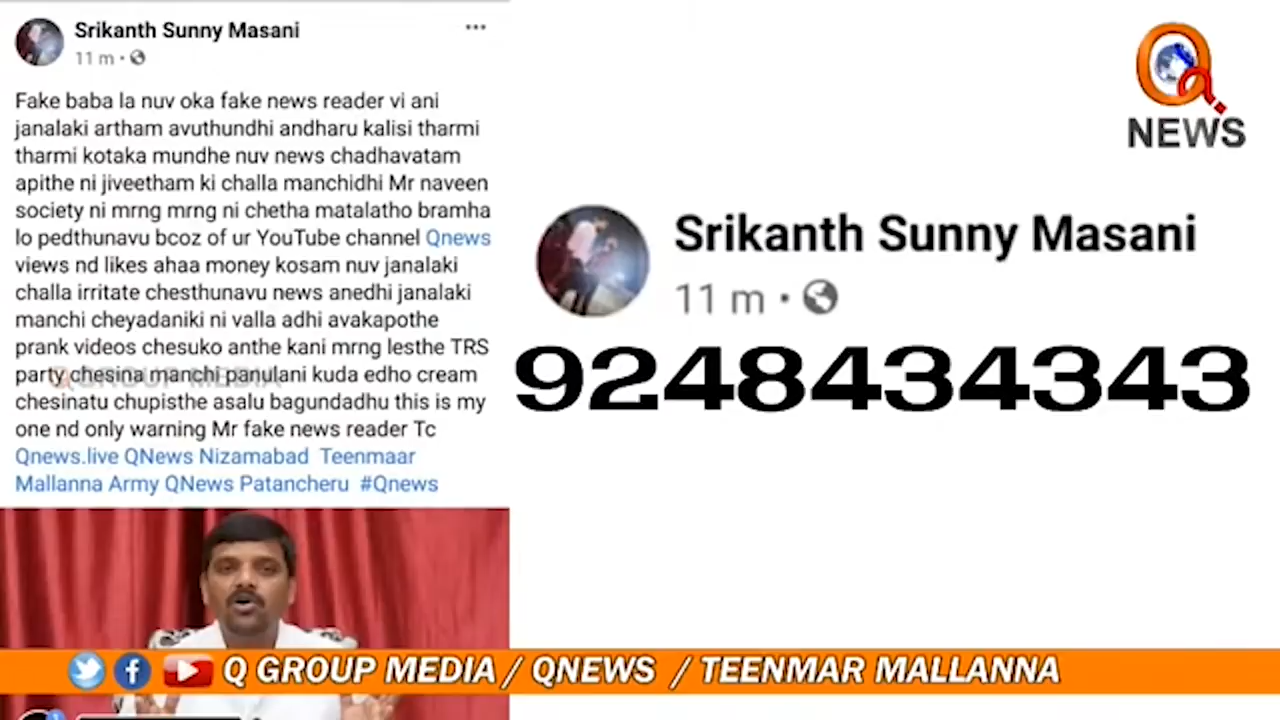 Srikanth Sunny Masani
11 m
Fake baba la nuv oka fake news reader vi ani
janalaki artham avuthundhi andharu kalisi tharmi
tharmi kotaka mundhe nuv news chadhavatam
apithe ni jiveetham ki challa manchidhi Mr naveen
society ni mrng mrng ni chetha matalatho bramha
lo pedthunavu bcoz of ur YouTube channel Qnews
views nd likes ahaa money kosam nuv janalaki
challa irritate chesthunavu news anedhi janalaki
manchi cheyadaniki ni valla adhi avakapothe
prank videos chesuko anthe kani mrng lesthe TRS
party chesina manchi panulani kuda edho cream
chesinatu chupisthe asalu bagundadhu this is my
one nd only warning Mr fake news reader Tc
Qnews.live QNews Nizamabad Teenmaar
Mallanna Army QNews Patancheru #Qnews
Q GROUP MEDIA
Q
NEWS
Srikanth Sunny Masani
11 m
9248434343
Q GROUP MEDIA / QNEWS / TEENMAR MALLANNA